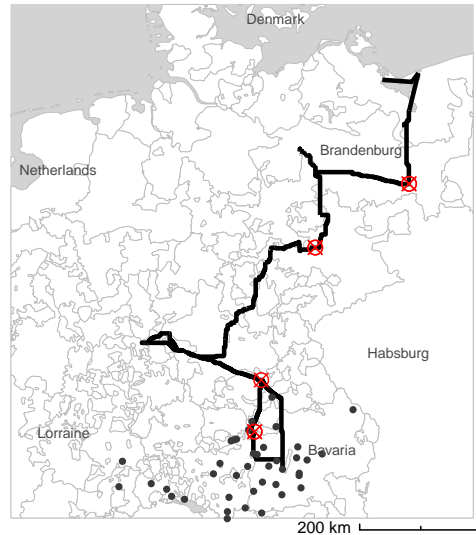 Denmark
Brandenburg
Netherlands
Habsburg
Lorraine
Bavaria
200 km